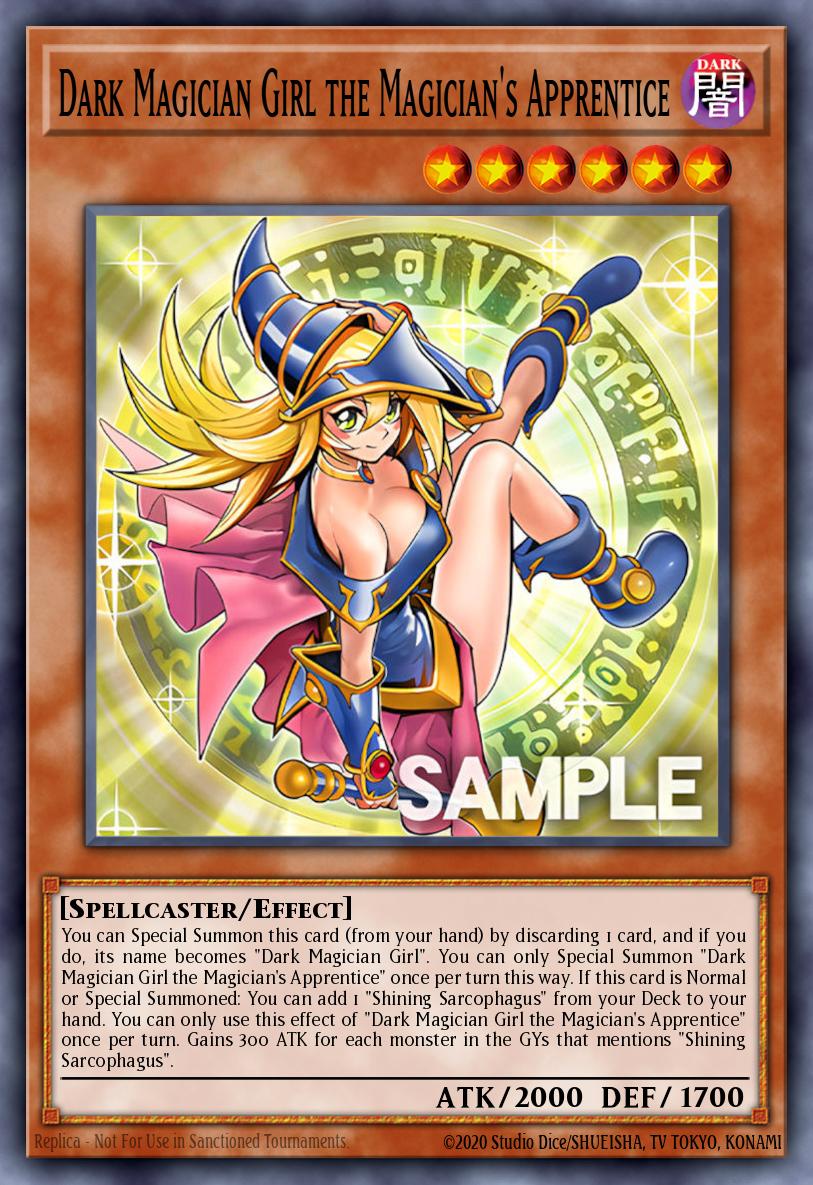 Dark Magician Girl the Magician's Apprentice
DARK
闇
SAMPLE
[Spellcaster/Effect]
You can Special Summon this card (from your hand) by discarding 1 card, and if you
do, its name becomes "Dark Magician Girl". You can only Special Summon "Dark
Magician Girl the Magician's Apprentice" once per turn this way. If this card is Normal
or Special Summoned: You can add 1 "Shining Sarcophagus" from your Deck to your
hand. You can only use this effect of "Dark Magician Girl the Magician's Apprentice"
once per turn. Gains 300 ATK for each monster in the GYs that mentions "Shining
Sarcophagus".
ATK/2000 DEF/1700
Replica - Not For Use in Sanctioned Tournaments.
©2020 Studio Dice/SHUEISHA, TV TOKYO, KONAMI